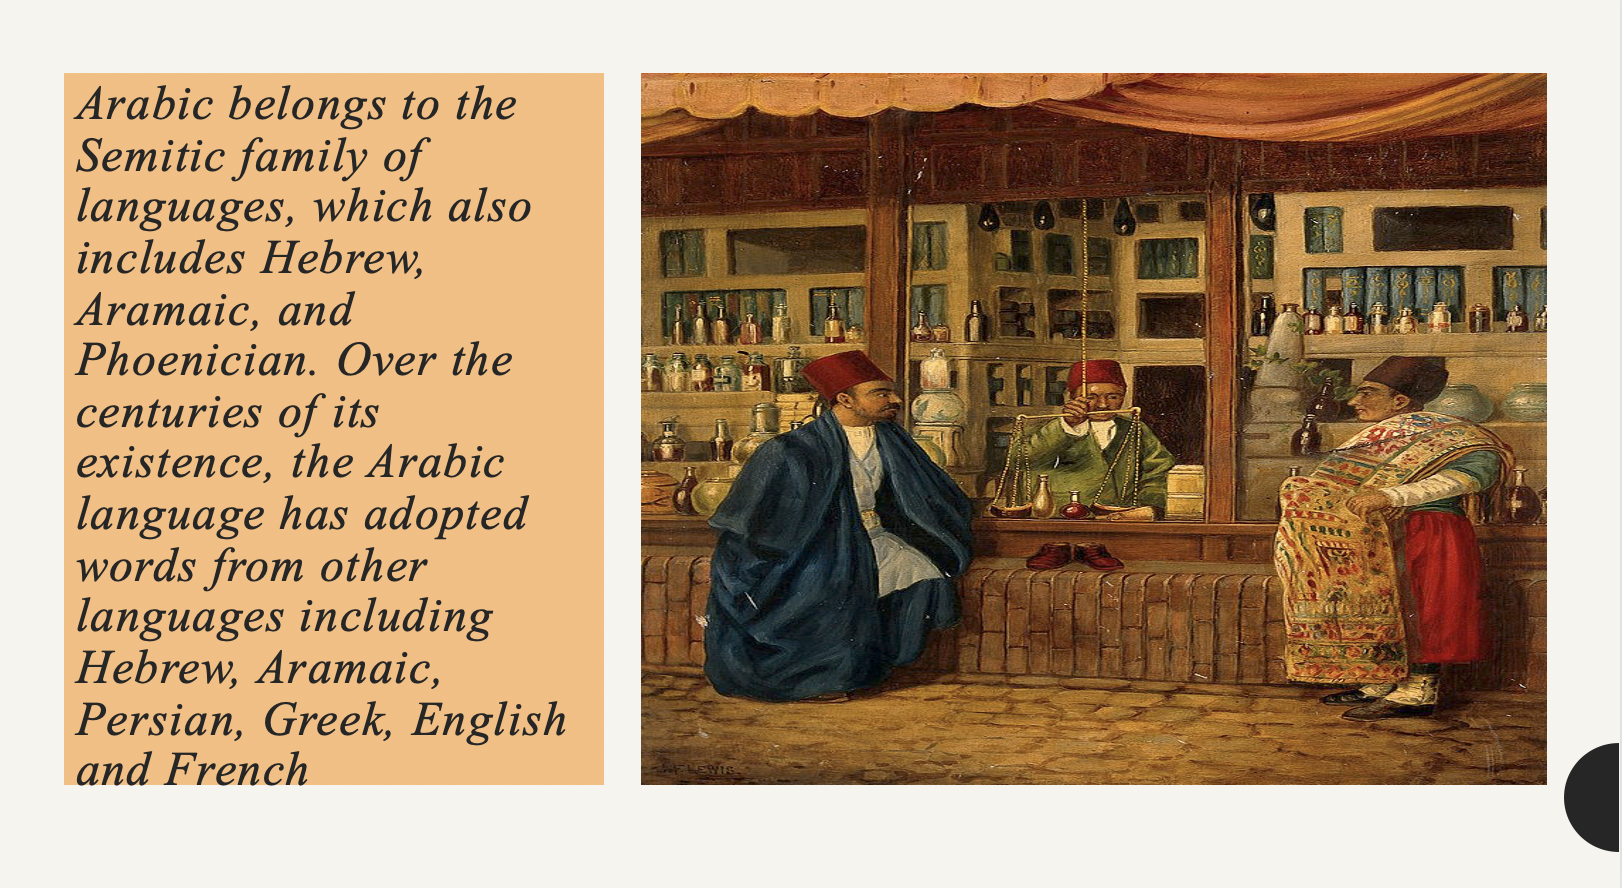 Arabic belongs to the
Semitic family of
languages, which also
includes Hebrew,
Aramaic, and
Phoenician. Over the
centuries of its
existence, the Arabic
language has adopted
words from other
languages including
Hebrew, Aramaic,
Persian, Greek, English
and French
LEWIS